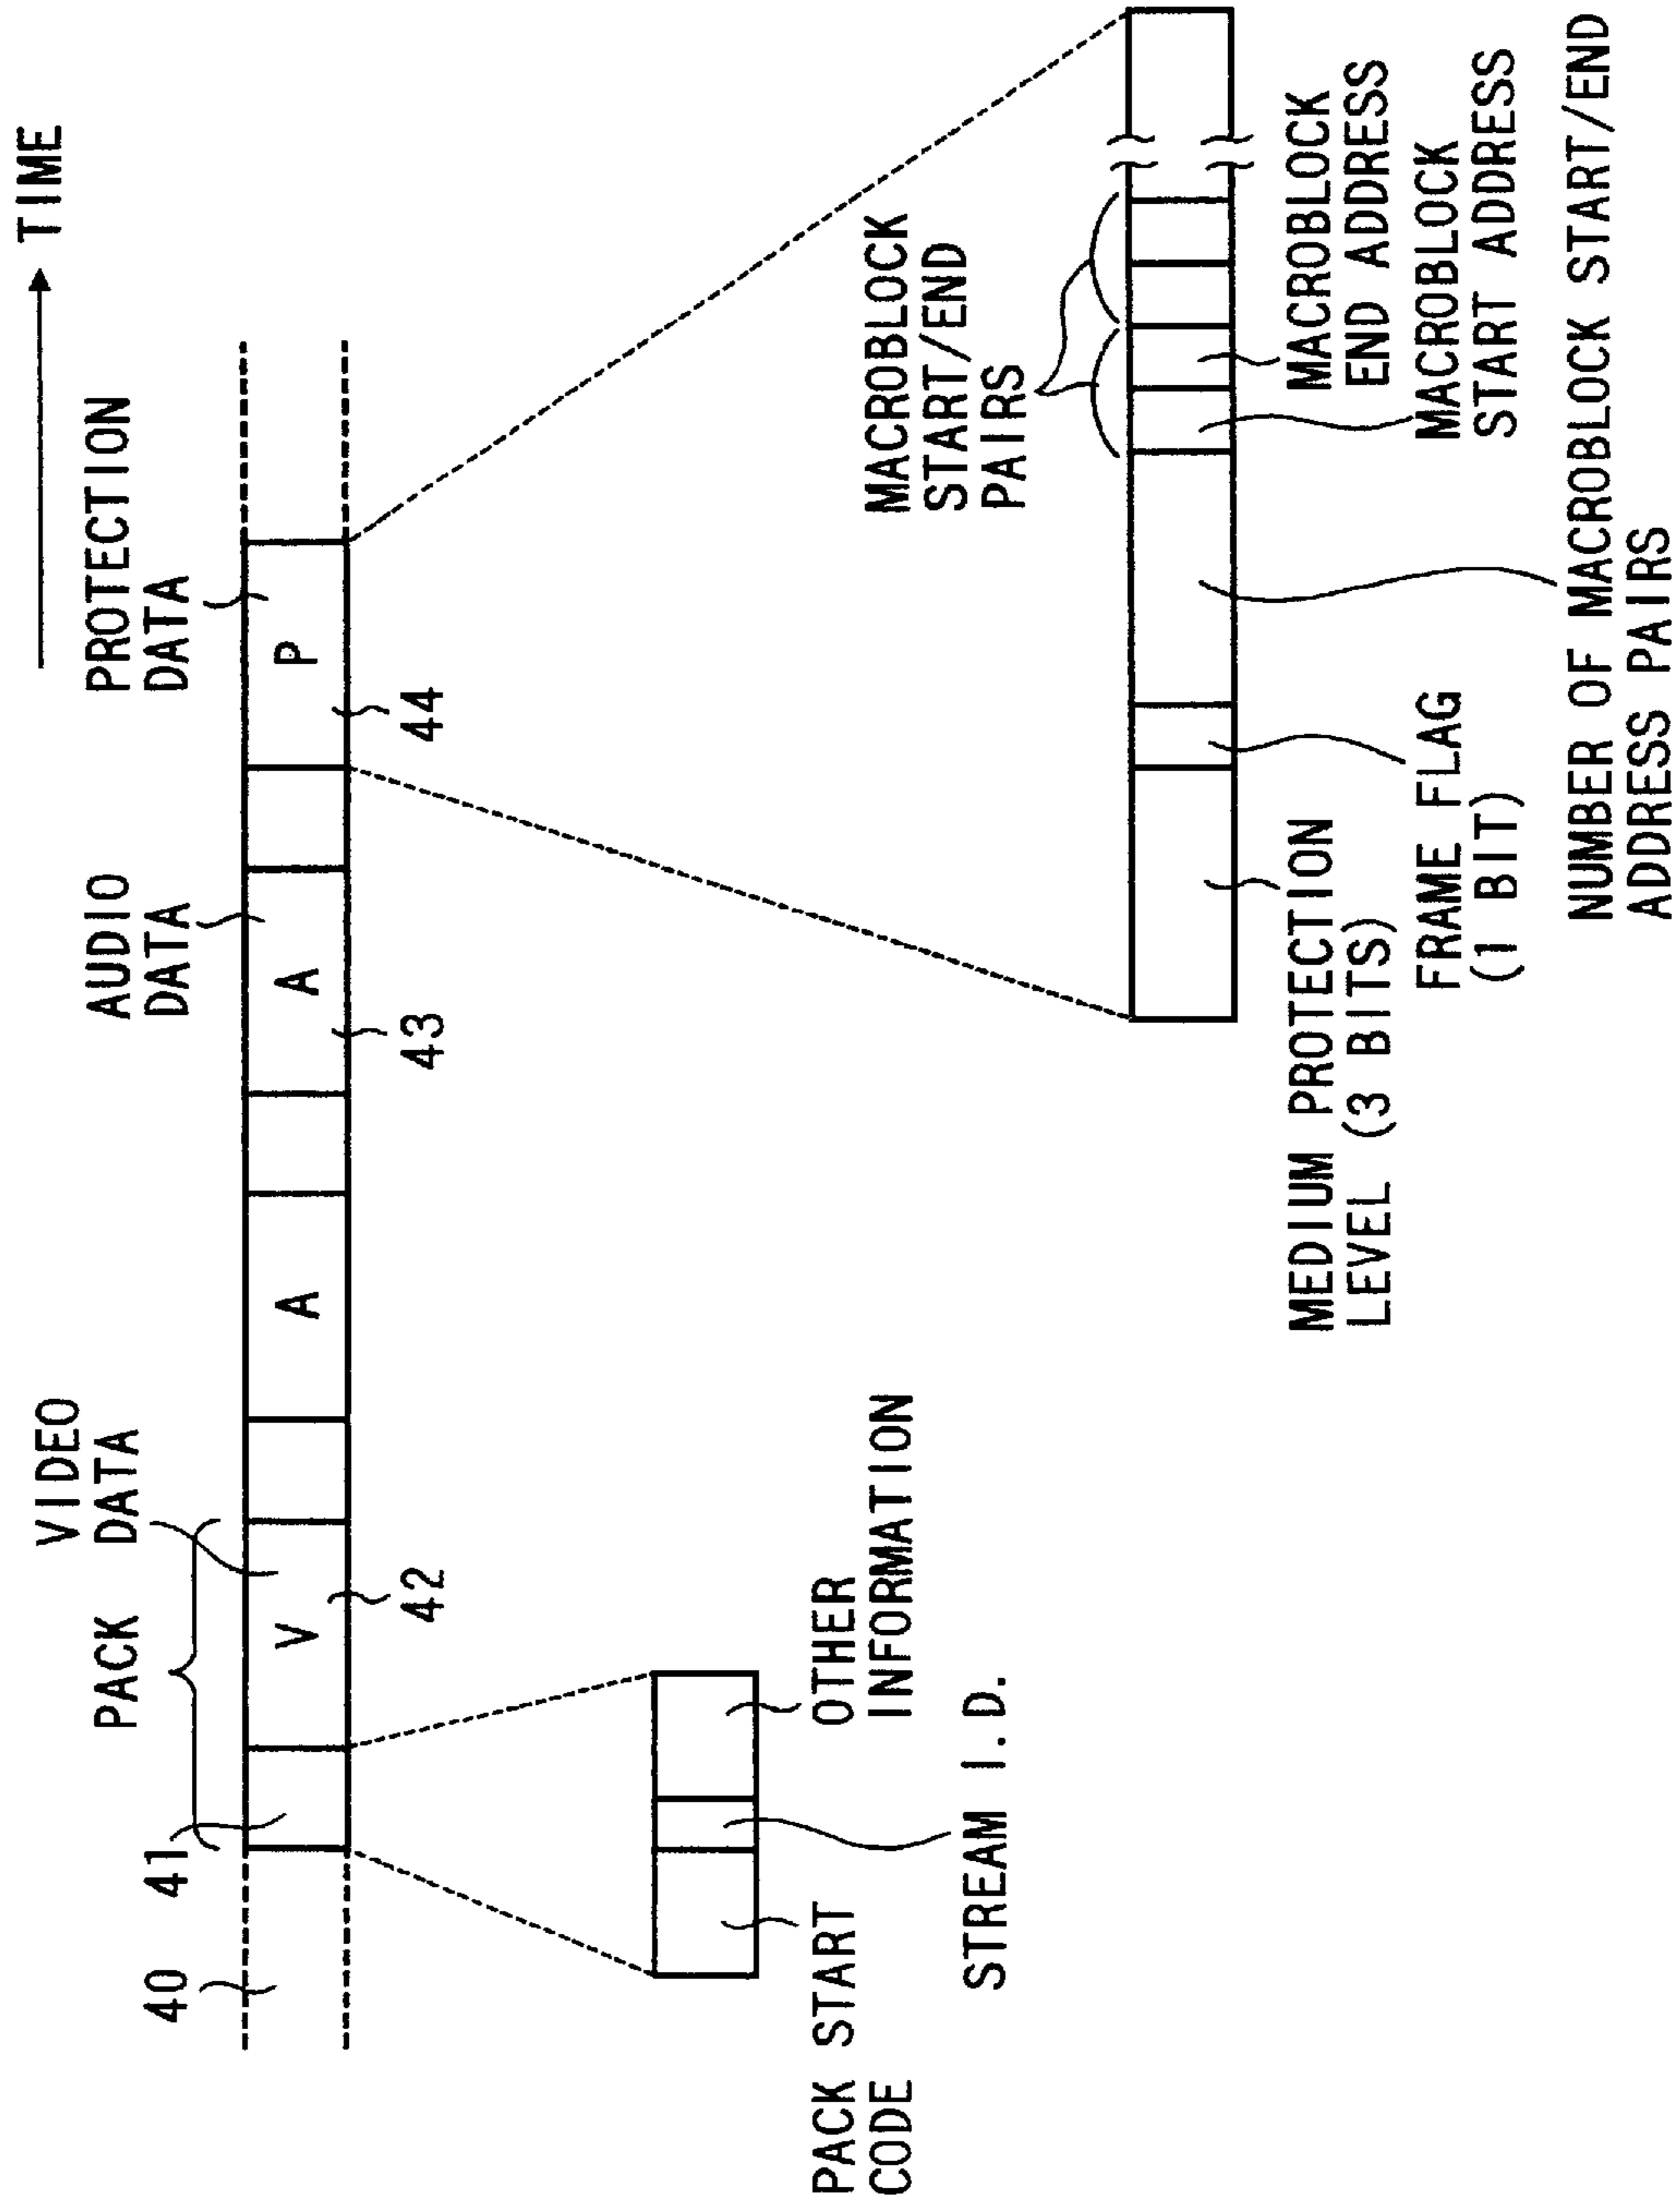 TIME
PACK
VIDEO
DATA
AUDIO
DATA
PROTECTION
DATA
40
41
V
A
A
P
42
43
44
PACK START
CODE
STREAM I.D.
OTHER
INFORMATION
MACROBLOCK
START/END
PAIRS
MEDIUM PROTECTION
LEVEL (3 BITS)
FRAME FLAG
(1 BIT)
MACROBLOCK
END ADDRESS
MACROBLOCK
START ADDRESS
NUMBER OF MACROBLOCK START/END
ADDRESS PAIRS